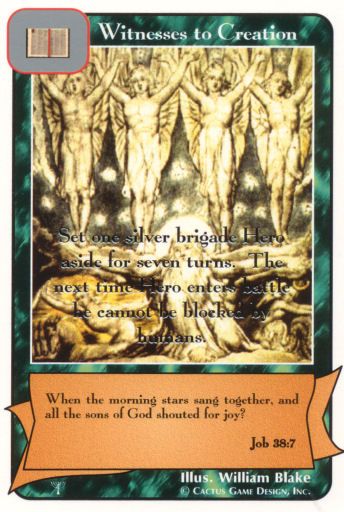 Witnesses to Creation
Set one silver brigade Hero
aside for seven turns. The
next time Hero enters battle
he cannot be blocked by
humans.
When the morning stars sang together, and
all the sons of God shouted for joy?
Job 38:7
Illus. William Blake
© Cactus Game Design, Inc.